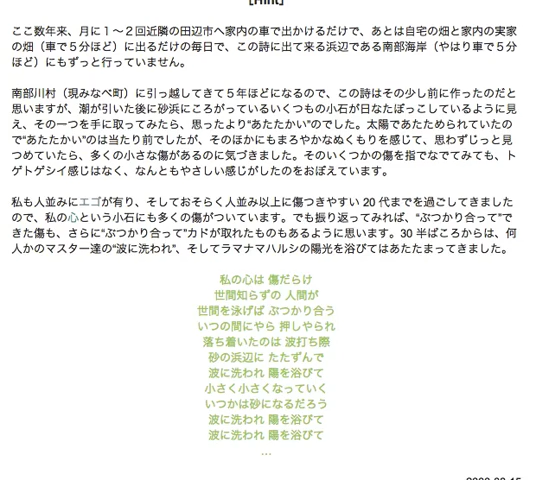 [Hint]
ここ数年来、月に１～２回近隣の田辺市へ家内の車で出かけるだけで、あとは自宅の畑と家内の実家
の畑（車で５分ほど）に出るだけの毎日で、この詩に出て来る浜辺である南部海岸（やはり車で５分
ほど）にもずっと行っていません。
南部川村（現みなべ町）に引っ越してきて５年ほどになるので、この詩はその少し前に作ったのだと
思いますが、潮が引いた後に砂浜にころがっているいくつもの小石が日なたぼっこしているように見
え、その一つを手に取ってみたら、思ったより“あたたかい”のでした。太陽であたためられていたの
で“あたたかい”のは当たり前でしたが、そのほかにもまろやかなぬくもりを感じて、思わずじっと見
つめていたら、多くの小さな傷があるのに気づきました。そのいくつかの傷を指でなでてみても、ト
ゲトゲシイ感じはなく、なんともやさしい感じがしたのをおぼえています。
私も人並みにエゴが有り、そしておそらく人並み以上に傷つきやすい 20 代までを過ごしてきました
ので、私の心という小石にも多くの傷がついています。でも振り返ってみれば、“ぶつかり合って”で
きた傷も、さらに“ぶつかり合って”カドが取れたものもあるように思います。30 半ばころからは、何
人かのマスター達の“波に洗われ”、そしてラマナマハルシの陽光を浴びてはあたたまってきました。
私の心は 傷だらけ
世間知らずの 人間が
世間を泳げば ぶつかり合う
いつの間にやら 押しやられ
落ち着いたのは 波打ち際
砂の浜辺に たたずんで
波に洗われ 陽を浴びて
小さく小さくなっていく
いつかは砂になるだろう
波に洗われ 陽を浴びて
波に洗われ 陽を浴びて
…